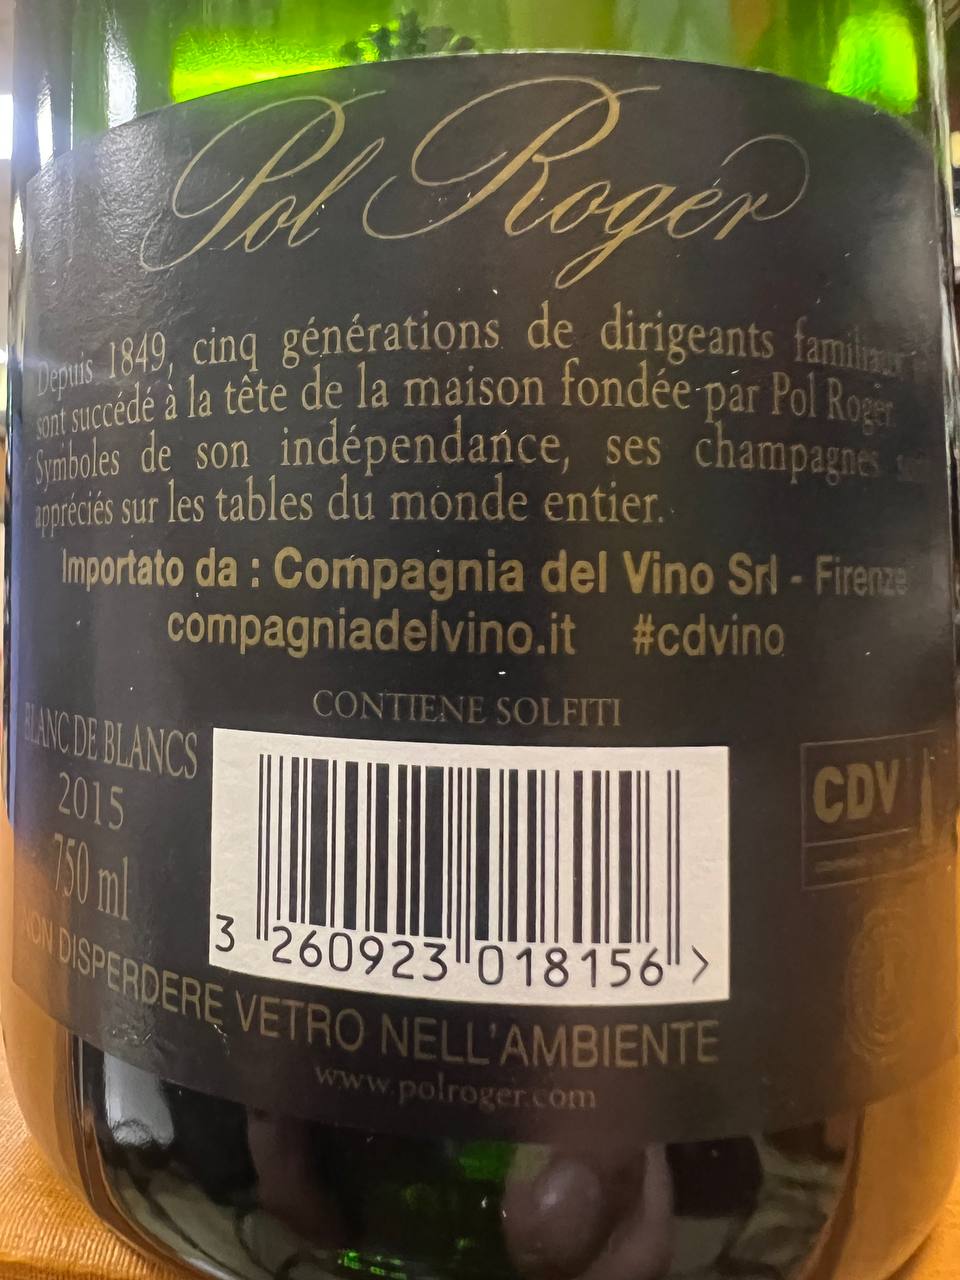 Pol Roger
Depuis 1849, cinq générations de dirigeants familiaux
sont succédé à la tête de la maison fondée par Pol Roger.
Symboles de son indépendance, ses champagnes
appréciés sur les tables du monde entier.
Importato da : Compagnia del Vino Srl - Firenze
compagniadelvino.it #cdvino
CONTIENE SOLFITI
BLANC DE BLANCS
2015
750 ml
CDV
3 260923 018156 >
NON DISPERDERE VETRO NELL'AMBIENTE
www.polroger.com